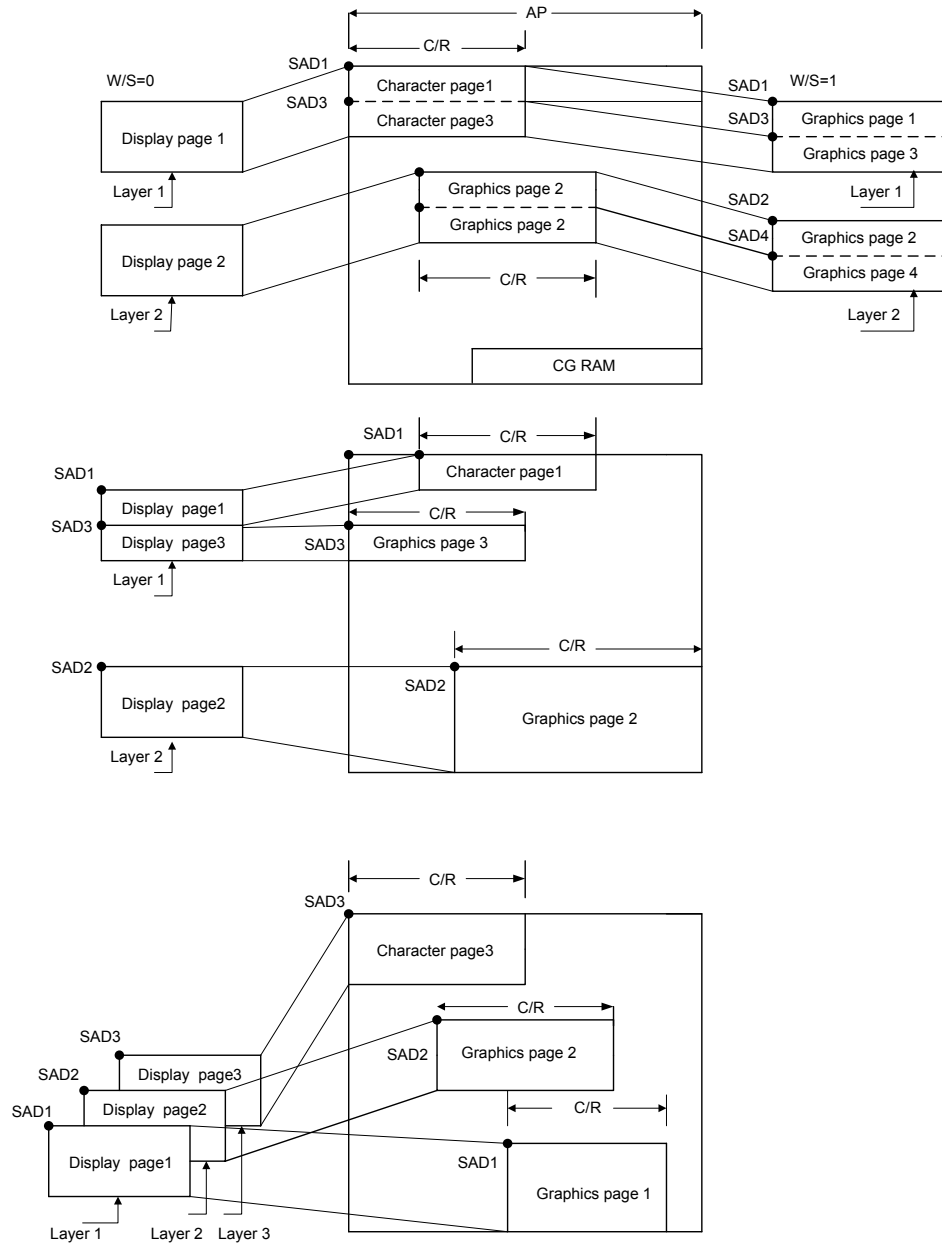 AP
C/R
SAD1
W/S=0
Character page1
SAD1
W/S=1
SAD3
Display page 1
Character page3
SAD3
Graphics page 1
Graphics page 3
Layer 1
Layer 1
Graphics page 2
SAD2
Graphics page 2
SAD4
Graphics page 2
Display page 2
Graphics page 4
C/R
Layer 2
Layer 2
CG RAM
SAD1
C/R
SAD1
Character page1
Display page1
C/R
SAD3
Display page3
SAD3
Graphics page 3
Layer 1
C/R
SAD2
SAD2
Display page2
Graphics page 2
Layer 2
C/R
SAD3
Character page3
C/R
SAD3
SAD2
Graphics page 2
Display page3
SAD2
Display page2
SAD1
C/R
Display page1
SAD1
Graphics page 1
Layer 1
Layer 2
Layer 3